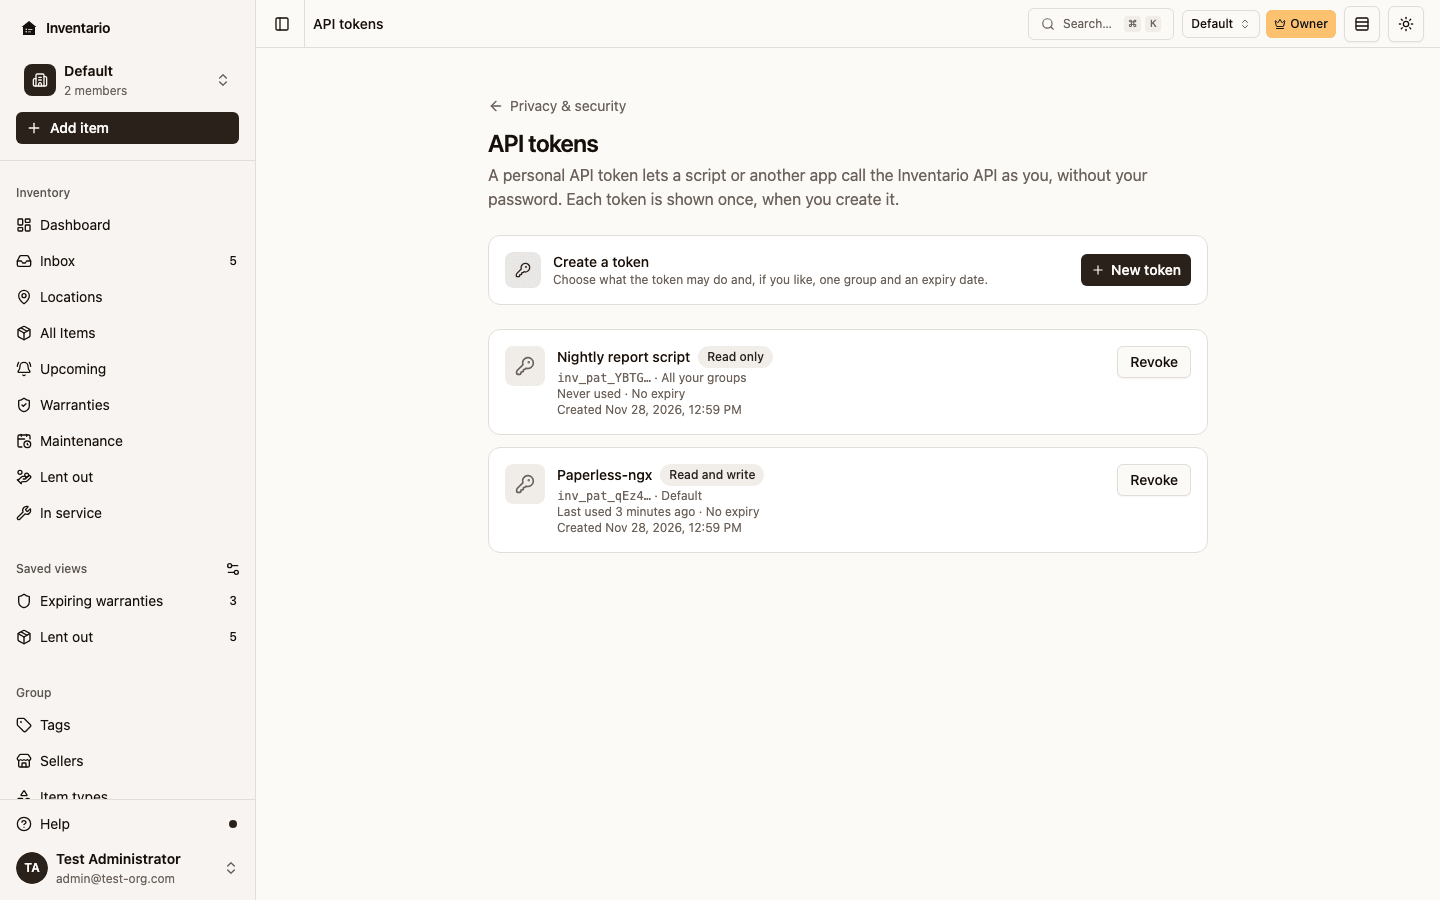 Inventario
Default
2 members
Add item
Inventory
Dashboard
Inbox 5
Locations
All Items
Upcoming
Warranties
Maintenance
Lent out
In service
Saved views
Expiring warranties 3
Lent out 5
Group
Tags
Sellers
Item types
Help
TA
Test Administrator
admin@test-org.com
API tokens
Search... ⌘ K
Default
Owner
Privacy & security
API tokens
A personal API token lets a script or another app call the Inventario API as you, without your
password. Each token is shown once, when you create it.
Create a token
Choose what the token may do and, if you like, one group and an expiry date.
New token
Nightly report script Read only
inv_pat_YBTG… · All your groups
Never used · No expiry
Created Nov 28, 2026, 12:59 PM
Revoke
Paperless-ngx Read and write
inv_pat_qEz4… · Default
Last used 3 minutes ago · No expiry
Created Nov 28, 2026, 12:59 PM
Revoke